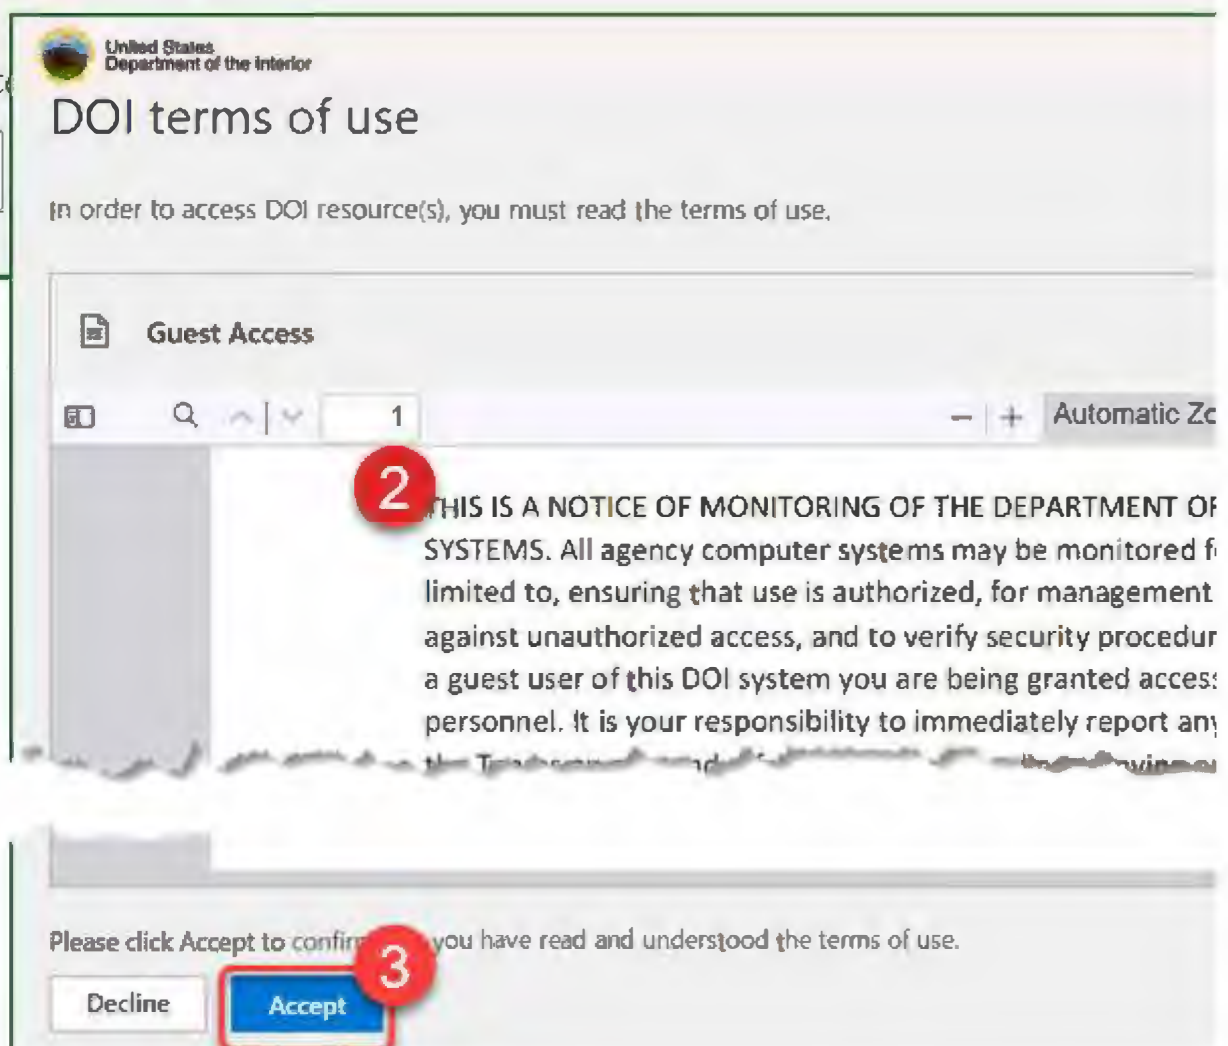 United States
Department of the Interior
DOI terms of use
In order to access DOI resource(s), you must read the terms of use.
Guest Access
1
Automatic Zo
2
THIS IS A NOTICE OF MONITORING OF THE DEPARTMENT OF
SYSTEMS. All agency computer systems may be monitored f
limited to, ensuring that use is authorized, for management
against unauthorized access, and to verify security procedur
a guest user of this DOI system you are being granted access
personnel. It is your responsibility to immediately report any
the
Please click Accept to confirm you have read and understood the terms of use.
3
Decline
Accept